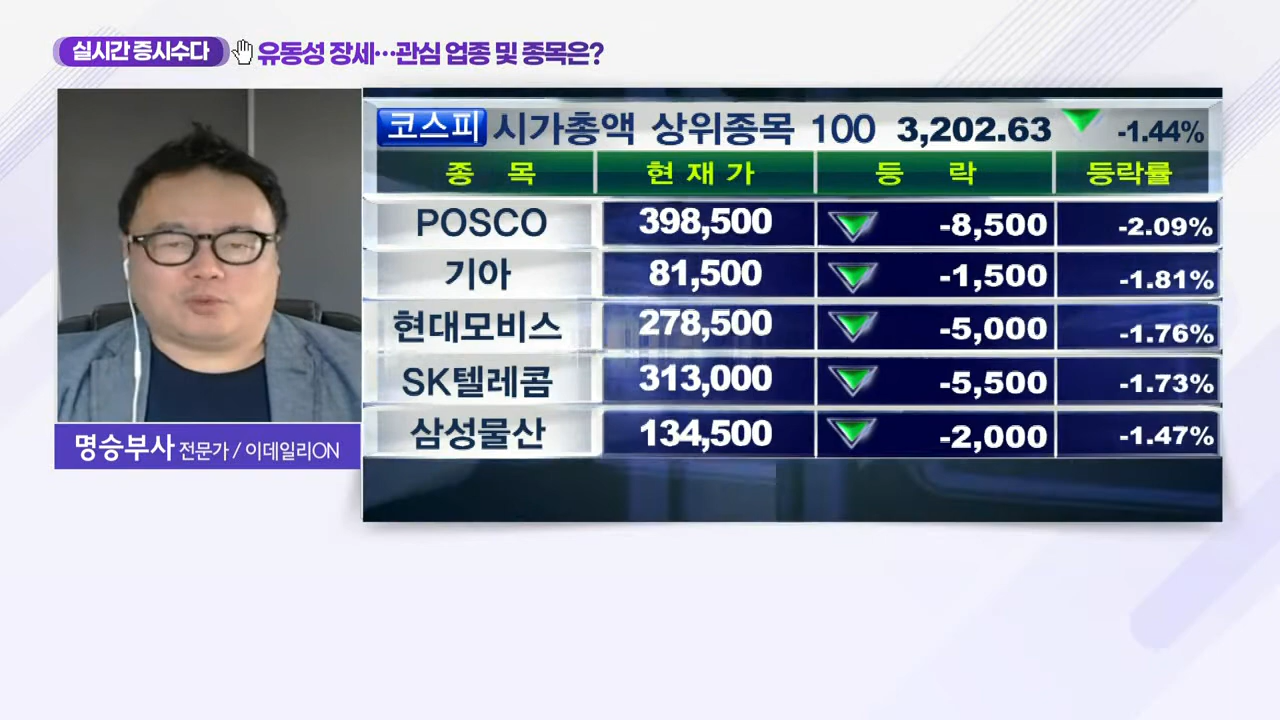 실시간 증시수다 유동성 장세…관심 업종 및 종목은?
코스피 시가총액 상위종목 100 3,202.63 -1.44%
종 목 현재가 등 락 등락률
POSCO 398,500 -8,500 -2.09%
기아 81,500 -1,500 -1.81%
현대모비스 278,500 -5,000 -1.76%
SK텔레콤 313,000 -5,500 -1.73%
삼성물산 134,500 -2,000 -1.47%
명승부사 전문가 / 이데일리ON